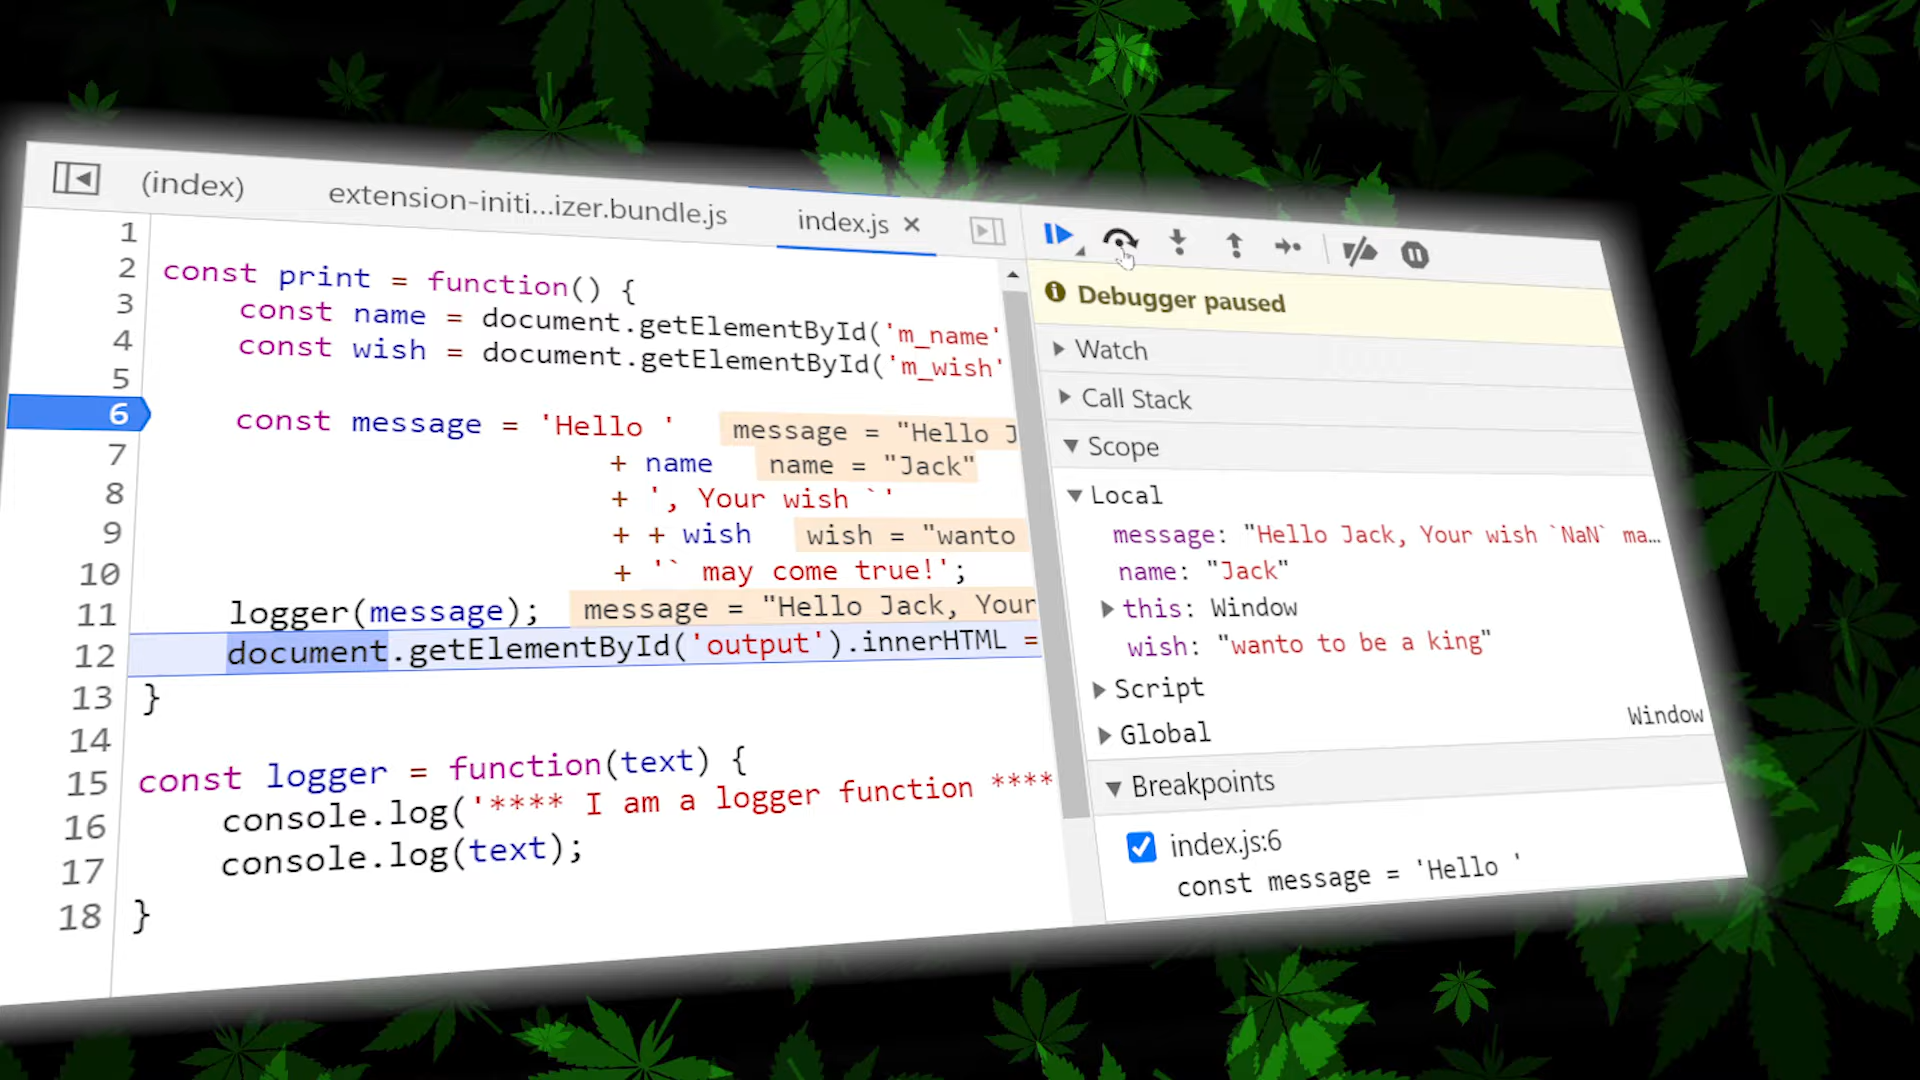 (index) extension-initi...izer.bundle.js index.js ×
1
2 const print = function() {
3 const name = document.getElementById('m_name'
4 const wish = document.getElementById('m_wish'
5
6 const message = 'Hello ' message = "Hello J
7 + name name = "Jack"
8 + ', Your wish `'
9 + + wish wish = "wanto
10 + '` may come true!';
11 logger(message); message = "Hello Jack, Your
12 document.getElementById('output').innerHTML =
13 }
14
15 const logger = function(text) {
16 console.log('**** I am a logger function ****
17 console.log(text);
18 }
Debugger paused
Watch
Call Stack
Scope
Local
message: "Hello Jack, Your wish `NaN` ma...
name: "Jack"
this: Window
wish: "wanto to be a king"
Script
Global Window
Breakpoints
index.js:6
const message = 'Hello '